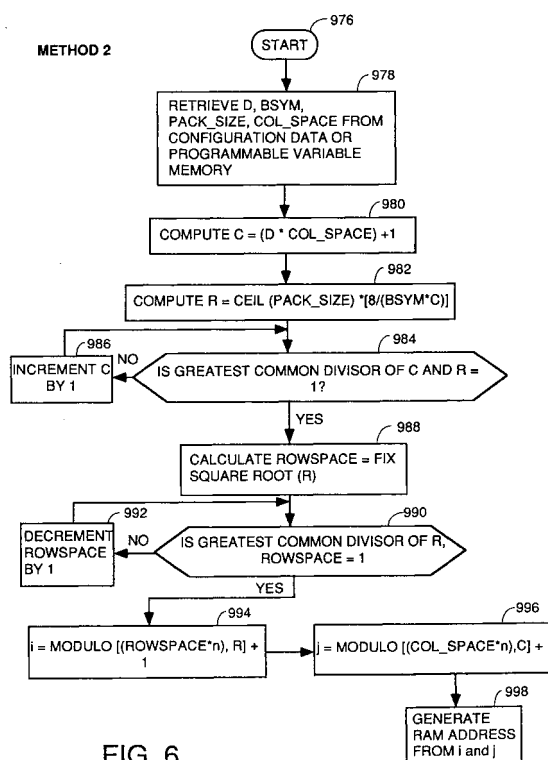 METHOD 2
976
START
978
RETRIEVE D, BSYM,
PACK_SIZE, COL_SPACE FROM
CONFIGURATION DATA OR
PROGRAMMABLE VARIABLE
MEMORY
980
COMPUTE C = (D * COL_SPACE) +1
982
COMPUTE R = CEIL (PACK_SIZE) *[8/(BSYM*C)]
984
IS GREATEST COMMON DIVISOR OF C AND R =
1?
986
NO
INCREMENT C
BY 1
YES
988
CALCULATE ROWSPACE = FIX
SQUARE ROOT (R)
990
IS GREATEST COMMON DIVISOR OF R,
ROWSPACE = 1
992
NO
DECREMENT
ROWSPACE
BY 1
YES
994
i = MODULO [(ROWSPACE*n), R] +
1
996
j = MODULO [(COL_SPACE*n),C] +
998
GENERATE
RAM ADDRESS
FROM i and j
FIG. 6